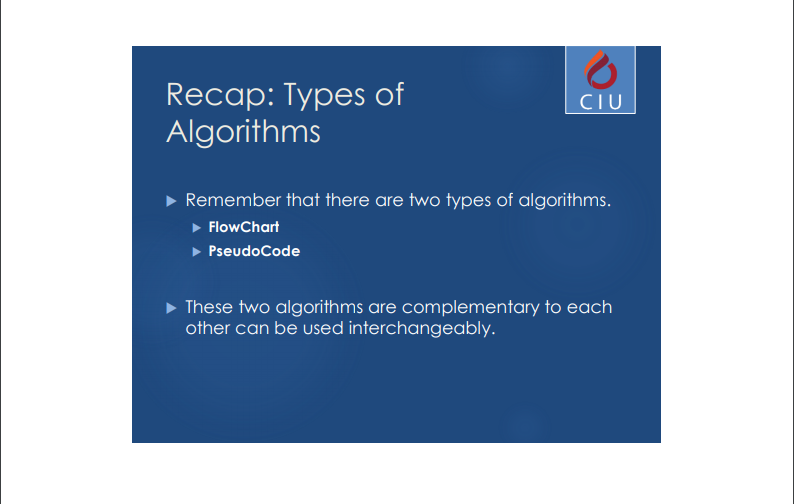 CIU
Recap: Types of
Algorithms
Remember that there are two types of algorithms.
FlowChart
PseudoCode
These two algorithms are complementary to each
other can be used interchangeably.